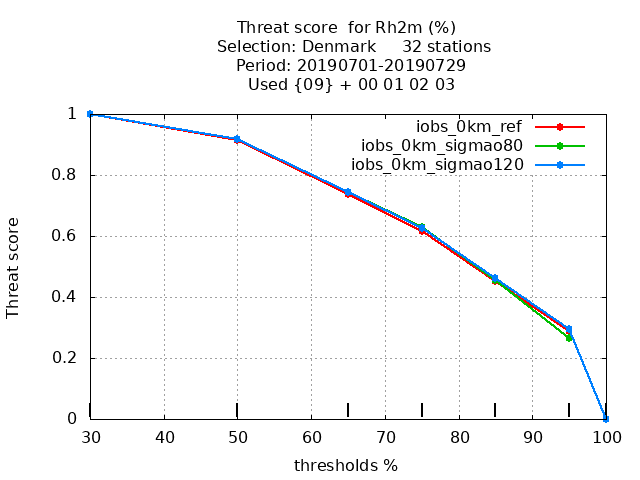 Threat score  for Rh2m (%)
Selection: Denmark     32 stations
Period: 20190701-20190729
Used {09} + 00 01 02 03
iobs_0km_ref
iobs_0km_sigmao80
iobs_0km_sigmao120
Threat score
1
0.8
0.6
0.4
0.2
0
30 40 50 60 70 80 90 100
thresholds %